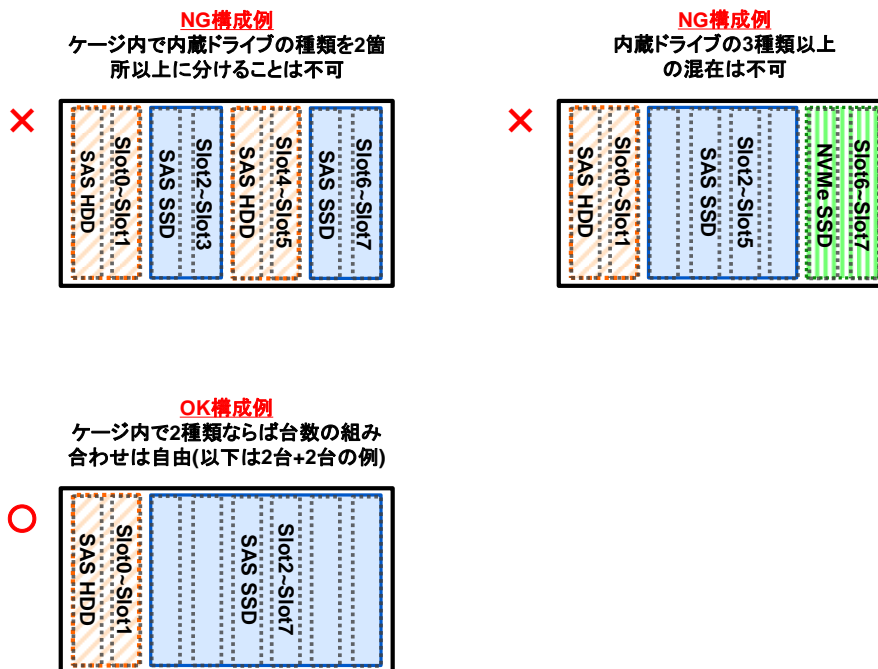 NG構成例
ケージ内で内蔵ドライブの種類を2箇
所以上に分けることは不可
×
Slot0~Slot1
SAS HDD
Slot2~Slot3
SAS SSD
Slot4~Slot5
SAS HDD
Slot6~Slot7
SAS SSD
NG構成例
内蔵ドライブの3種類以上
の混在は不可
×
Slot0~Slot1
SAS HDD
Slot2~Slot5
SAS SSD
Slot6~Slot7
NVMe SSD
OK構成例
ケージ内で2種類ならば台数の組み
合わせは自由(以下は2台+2台の例)
○
Slot0~Slot1
SAS HDD
Slot2~Slot7
SAS SSD